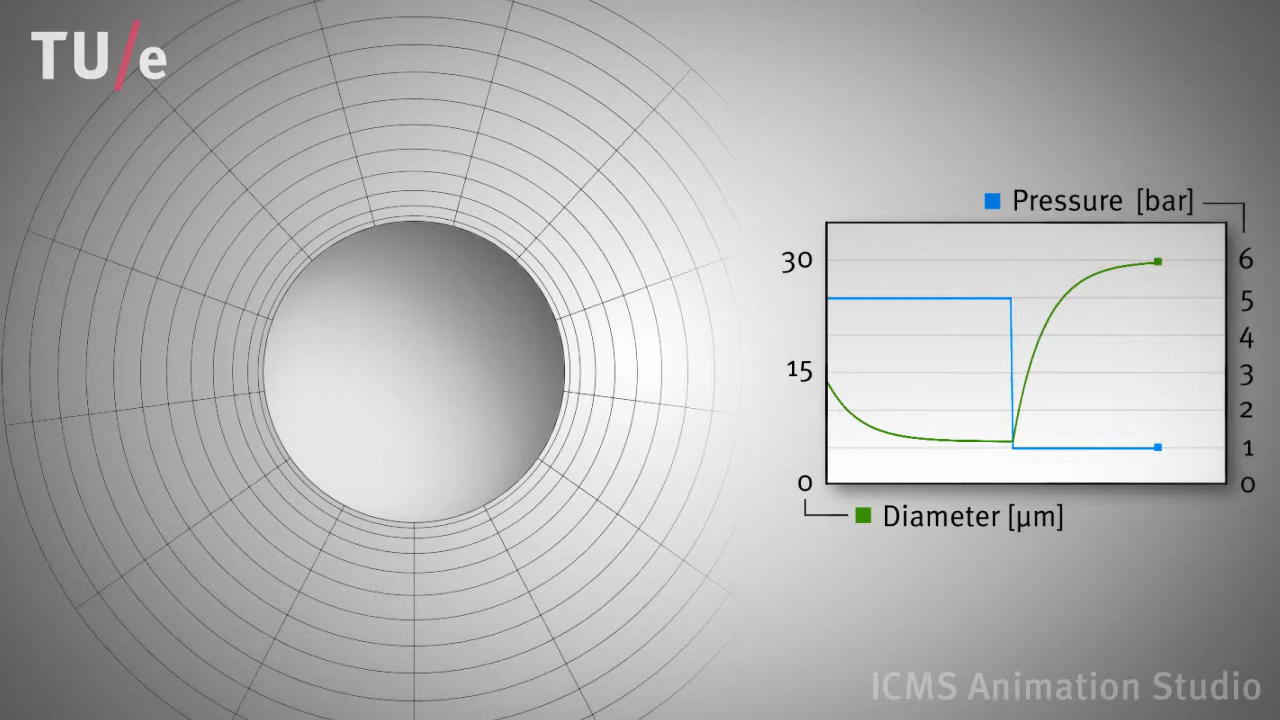 TU/e
Pressure [bar]
30
15
0
6
5
4
3
2
1
0
Diameter [µm]
ICMS Animation Studio